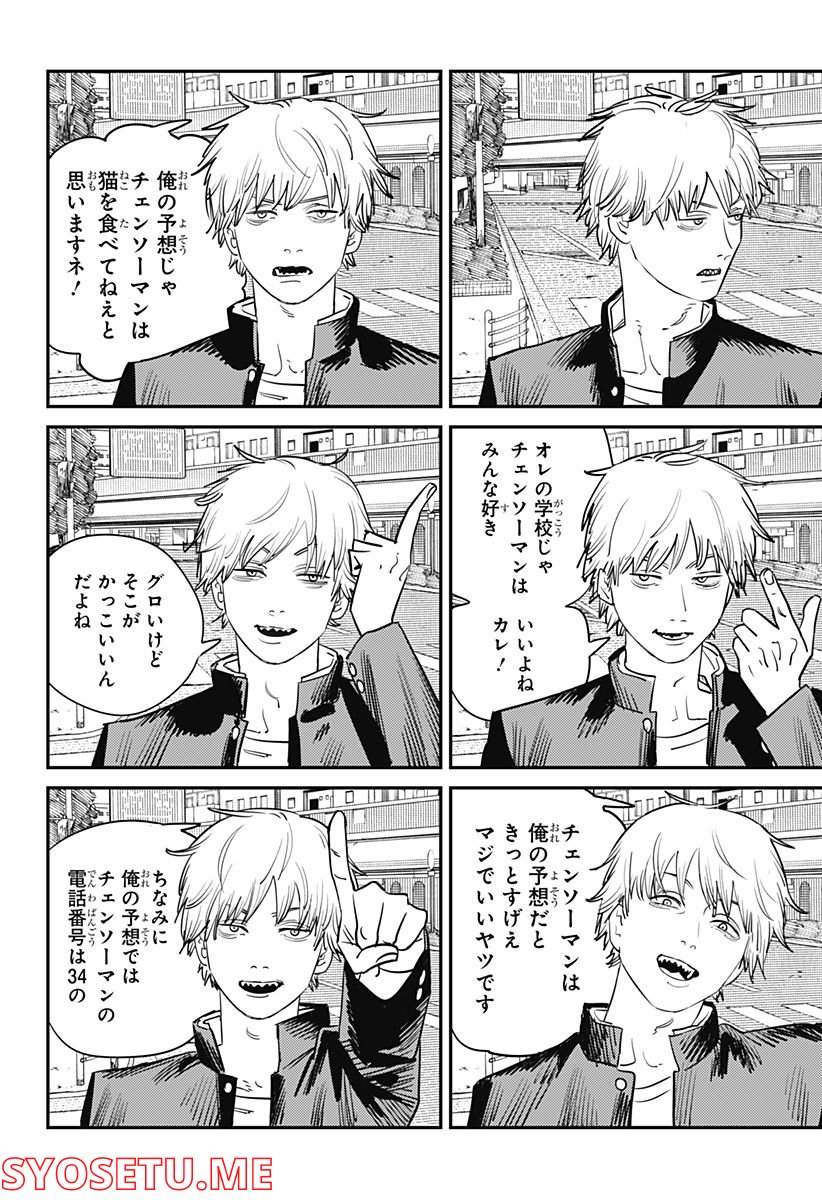 俺の予想じゃ
チェンソーマンは
猫を食べてねえと
思いますネ!
オレの学校じゃ
チェンソーマンは
みんな好き
いいよね
カレ!
グロいけど
そこが
かっこいいん
だよね
チェンソーマンは
俺の予想だと
きっとすげえ
マジでいいヤツです
ちなみに
俺の予想では
チェンソーマンの
電話番号は34の
SYOSETU.ME